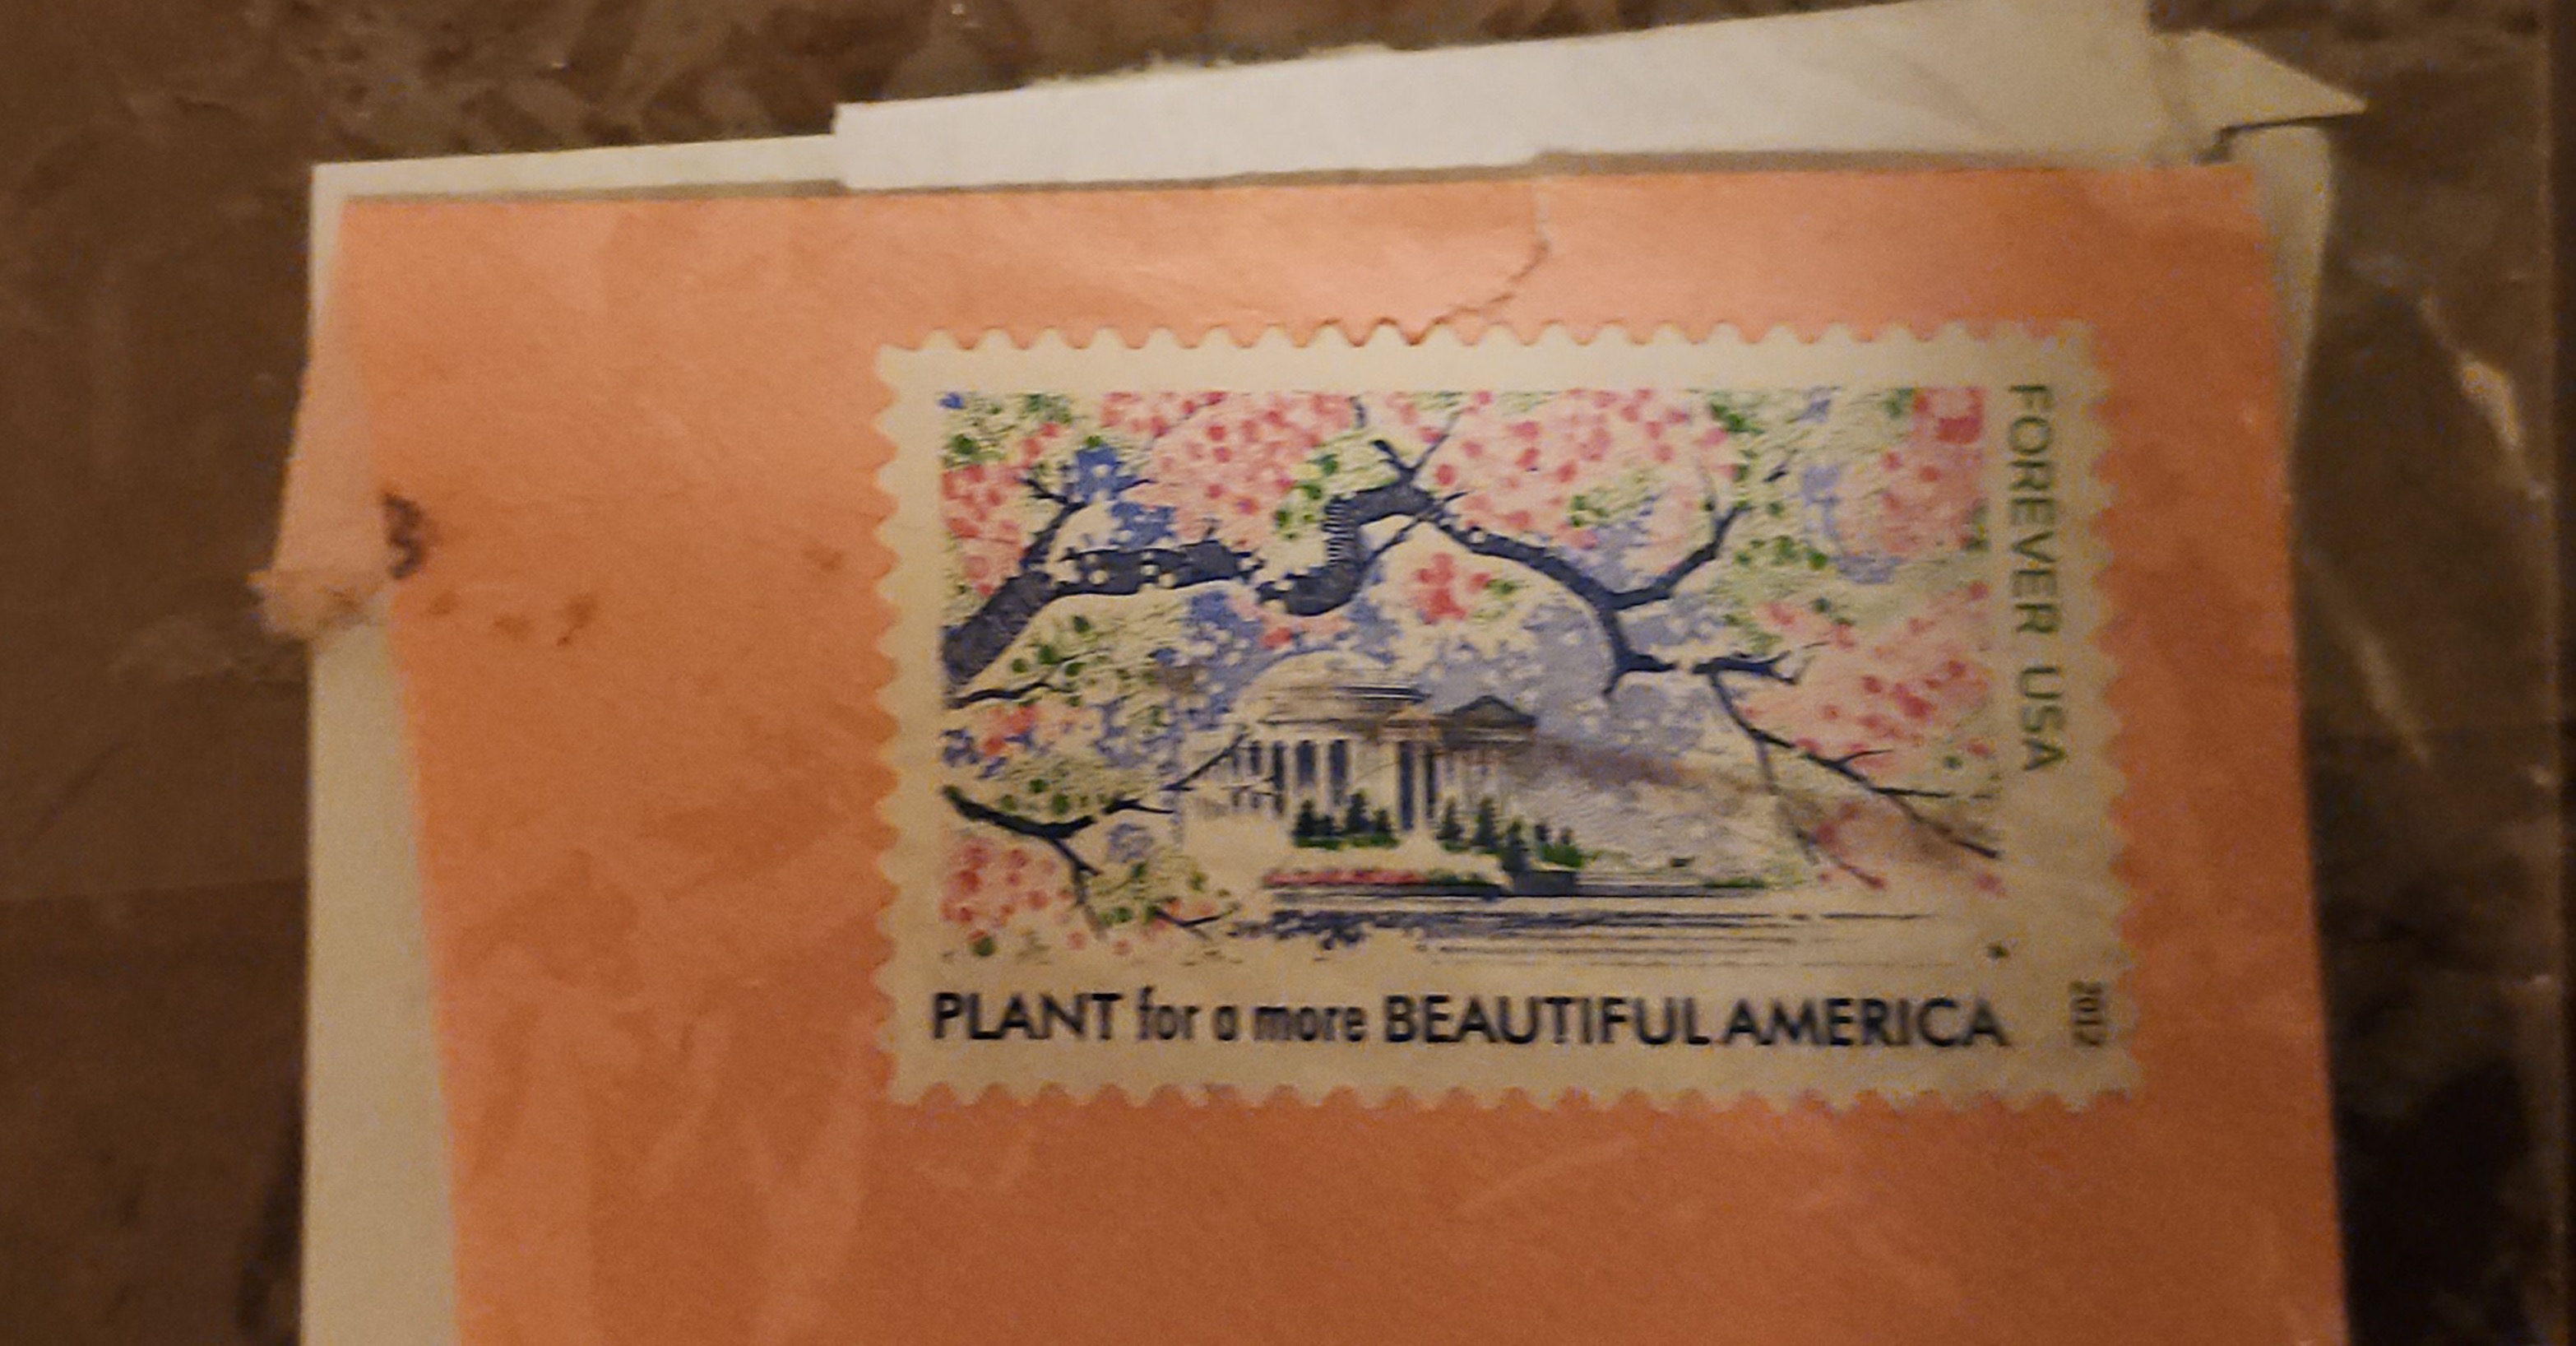 FOREVER USA
PLANT for a more BEAUTIFUL AMERICA
2012